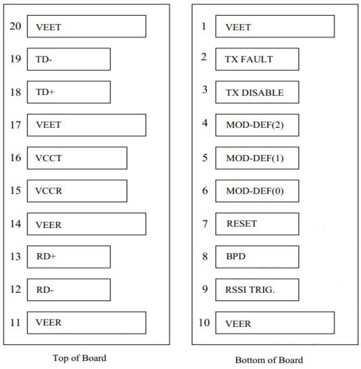 20 VEET
19 TD-
18 TD+
17 VEET
16 VCCT
15 VCCR
14 VEER
13 RD+
12 RD-
11 VEER
Top of Board
1 VEET
2 TX FAULT
3 TX DISABLE
4 MOD-DEF(2)
5 MOD-DEF(1)
6 MOD-DEF(0)
7 RESET
8 BPD
9 RSSI TRIG.
10 VEER
Bottom of Board